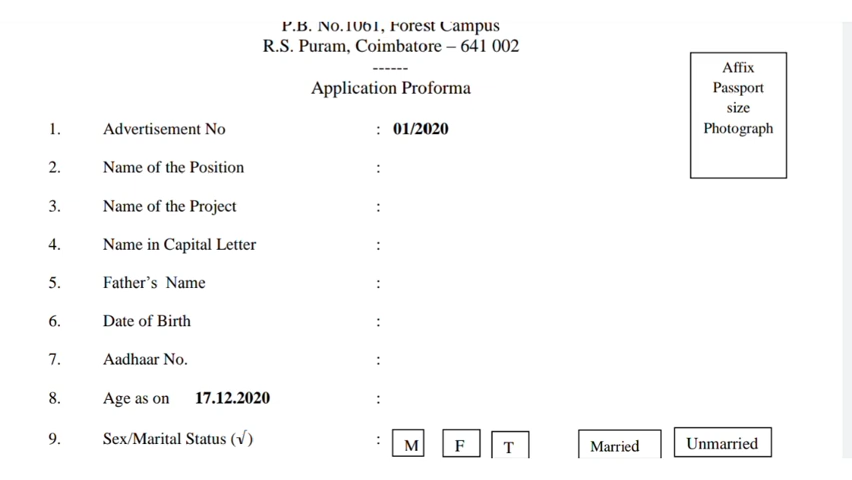 P.B. No.1061, Forest Campus
R.S. Puram, Coimbatore – 641 002
------
Application Proforma
Affix
Passport
size
Photograph
1. Advertisement No : 01/2020
2. Name of the Position :
3. Name of the Project :
4. Name in Capital Letter :
5. Father's Name :
6. Date of Birth :
7. Aadhaar No. :
8. Age as on 17.12.2020 :
9. Sex/Marital Status (√) : M F T Married Unmarried